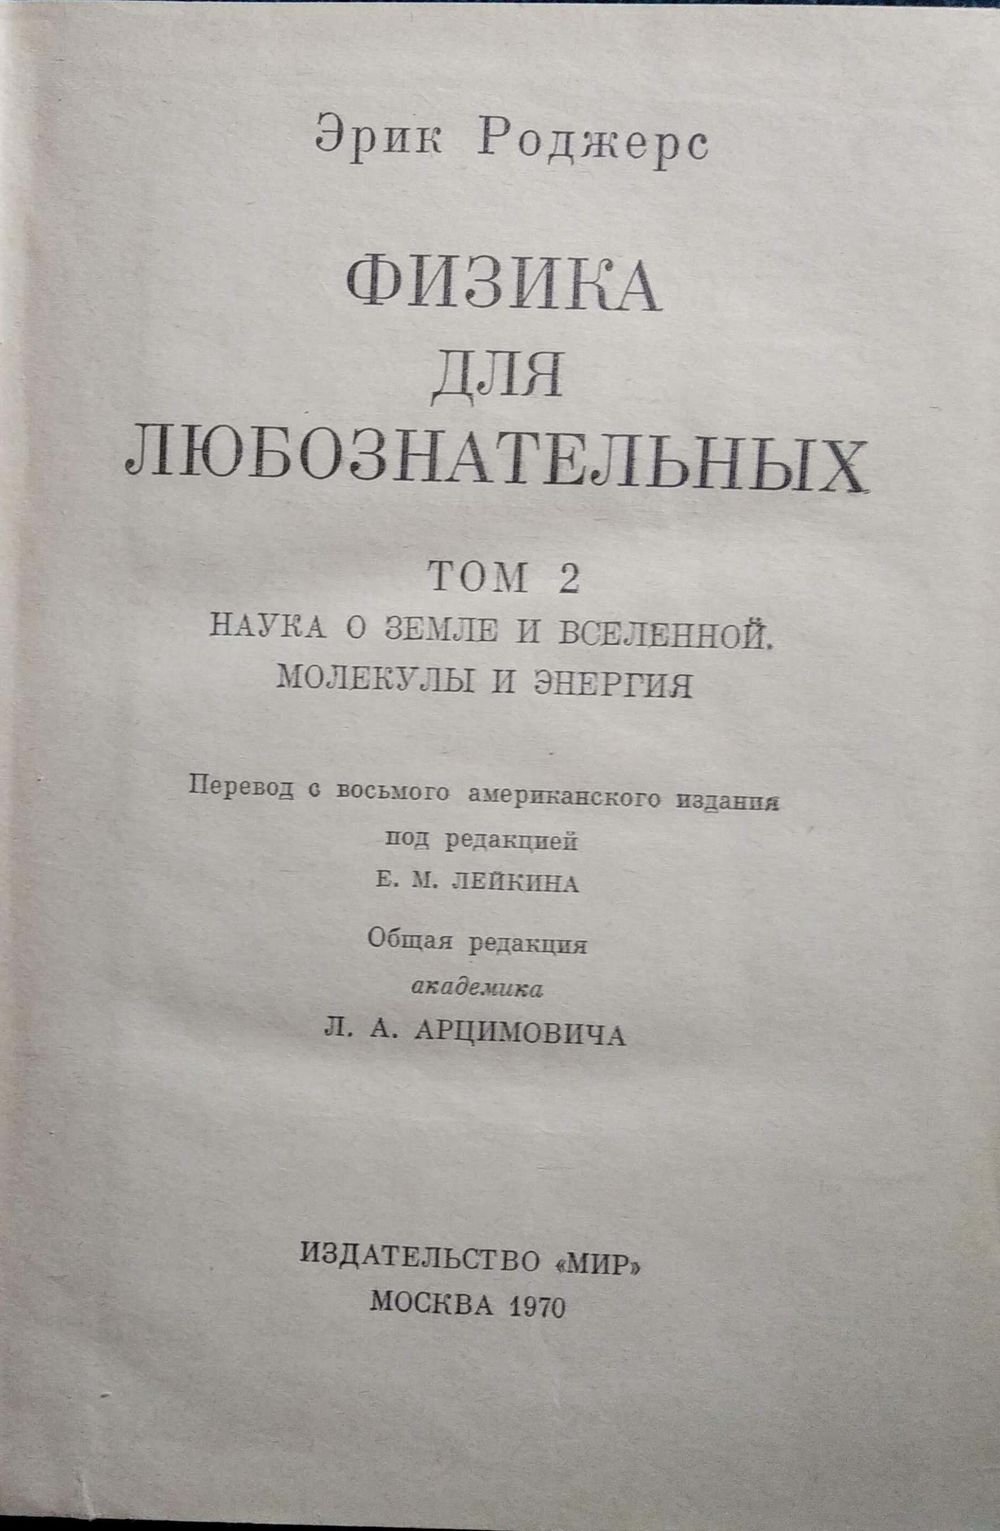 Эрик Роджерс
ФИЗИКА
ДЛЯ
ЛЮБОЗНАТЕЛЬНЫХ
ТОМ 2
НАУКА О ЗЕМЛЕ И ВСЕЛЕННОЙ.
МОЛЕКУЛЫ И ЭНЕРГИЯ
Перевод с восьмого американского издания
под редакцией
Е. М. ЛЕЙКИНА
Общая редакция
академика
Л. А. АРЦИМОВИЧА
ИЗДАТЕЛЬСТВО «МИР»
МОСКВА 1970